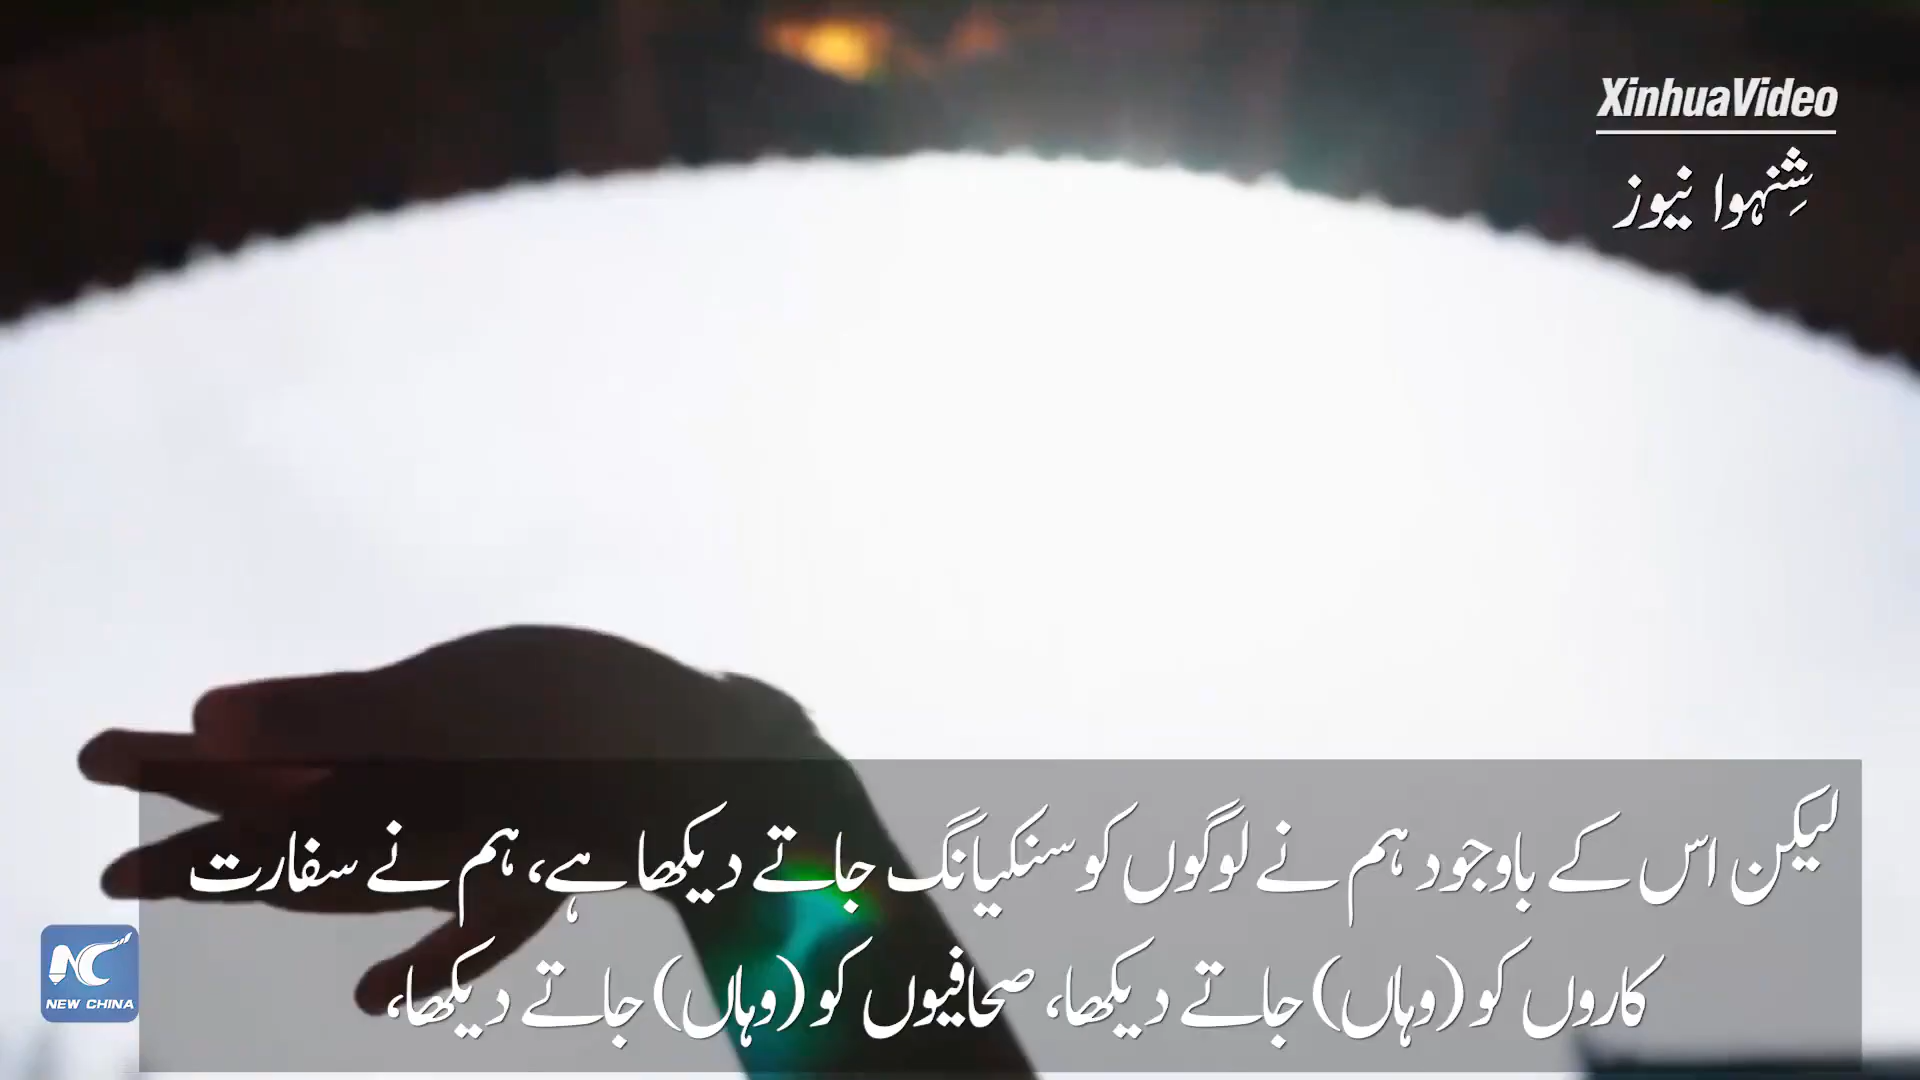 XinhuaVideo
شِنہوا نیوز
لیکن اس کے باوجود ہم نے لوگوں کو سنکیانگ جاتے دیکھا ہے، ہم نے سفارت
کاروں کو (وہاں) جاتے دیکھا، صحافیوں کو (وہاں) جاتے دیکھا،
NEW CHINA